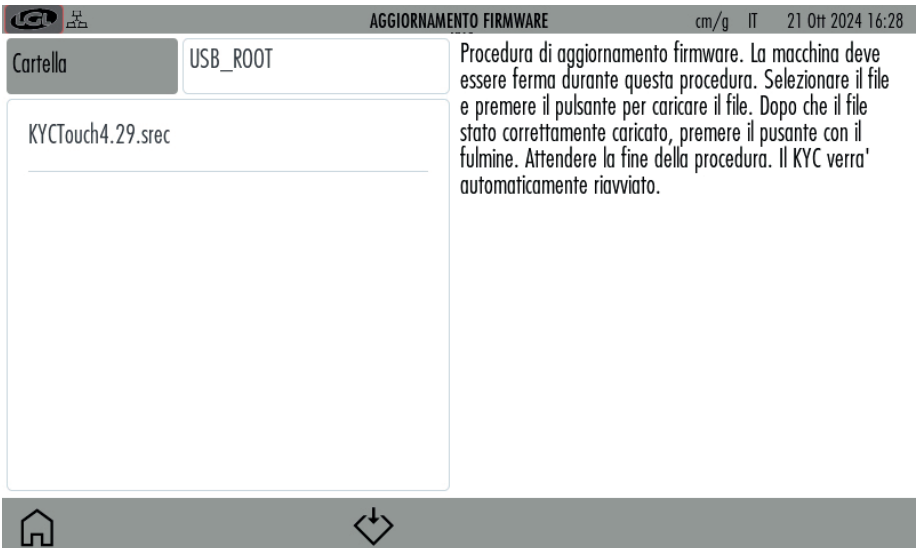 LGL
AGGIORNAMENTO FIRMWARE
cm/g IT 21 Ott 2024 16:28
Cartella
USB_ROOT
KYCTouch4.29.srec
Procedura di aggiornamento firmware. La macchina deve
essere ferma durante questa procedura. Selezionare il file
e premere il pulsante per caricare il file. Dopo che il file
stato correttamente caricato, premere il pusante con il
fulmine. Attendere la fine della procedura. Il KYC verra'
automaticamente riavviato.